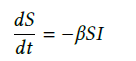 dS/dt = −βSI